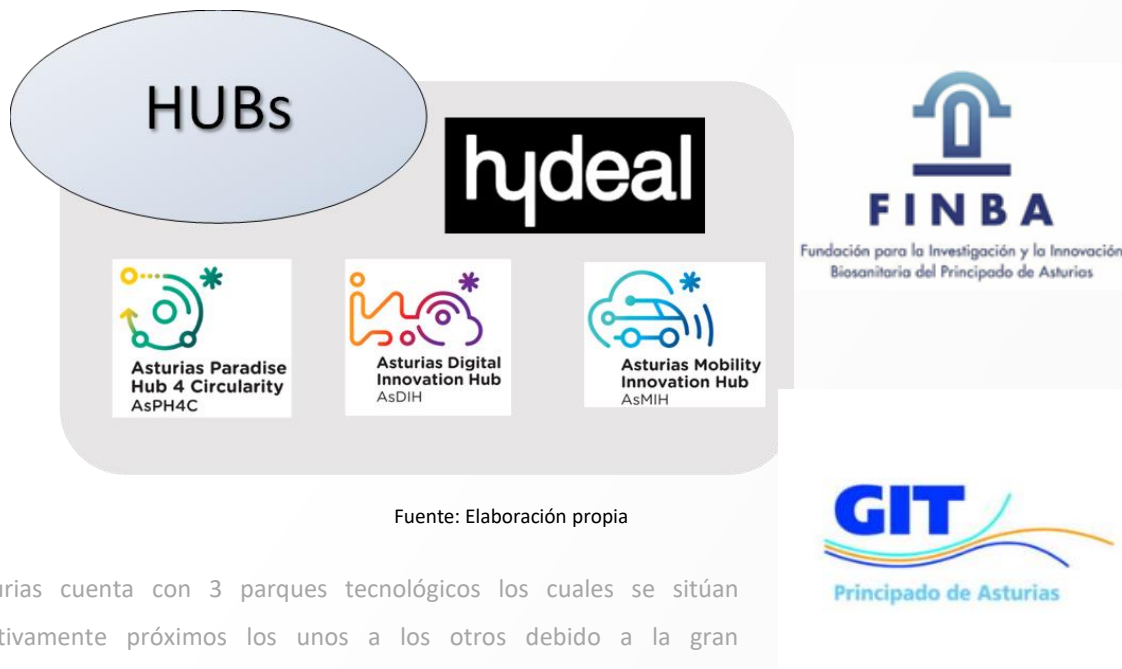 HUBs
hydeal
Asturias Paradise
Hub 4 Circularity
AsPH4C
Asturias Digital
Innovation Hub
AsDIH
Asturias Mobility
Innovation Hub
AsMIH
FINBA
Fundación para la Investigación y la Innovación
Biosanitaria del Principado de Asturias
Fuente: Elaboración propia
GIT
Principado de Asturias
urias cuenta con 3 parques tecnológicos los cuales se sitúan
tivamente próximos los unos a los otros debido a la gran